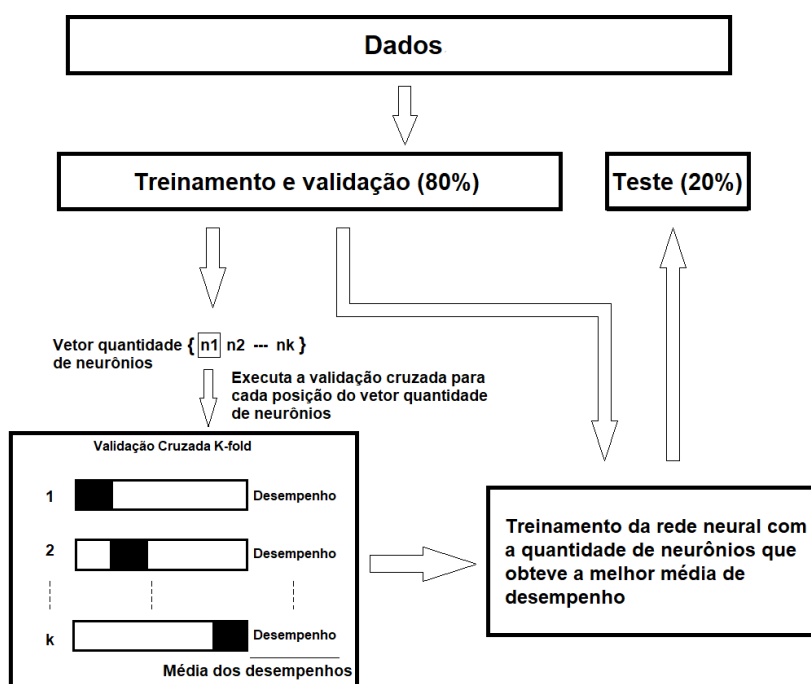 Dados
Treinamento e validação (80%)
Teste (20%)
Vetor quantidade { n1 n2 --- nk }
de neurônios
Executa a validação cruzada para
cada posição do vetor quantidade
de neurônios
Validação Cruzada K-fold
1 Desempenho
2 Desempenho
k Desempenho
Média dos desempenhos
Treinamento da rede neural com
a quantidade de neurônios que
obteve a melhor média de
desempenho